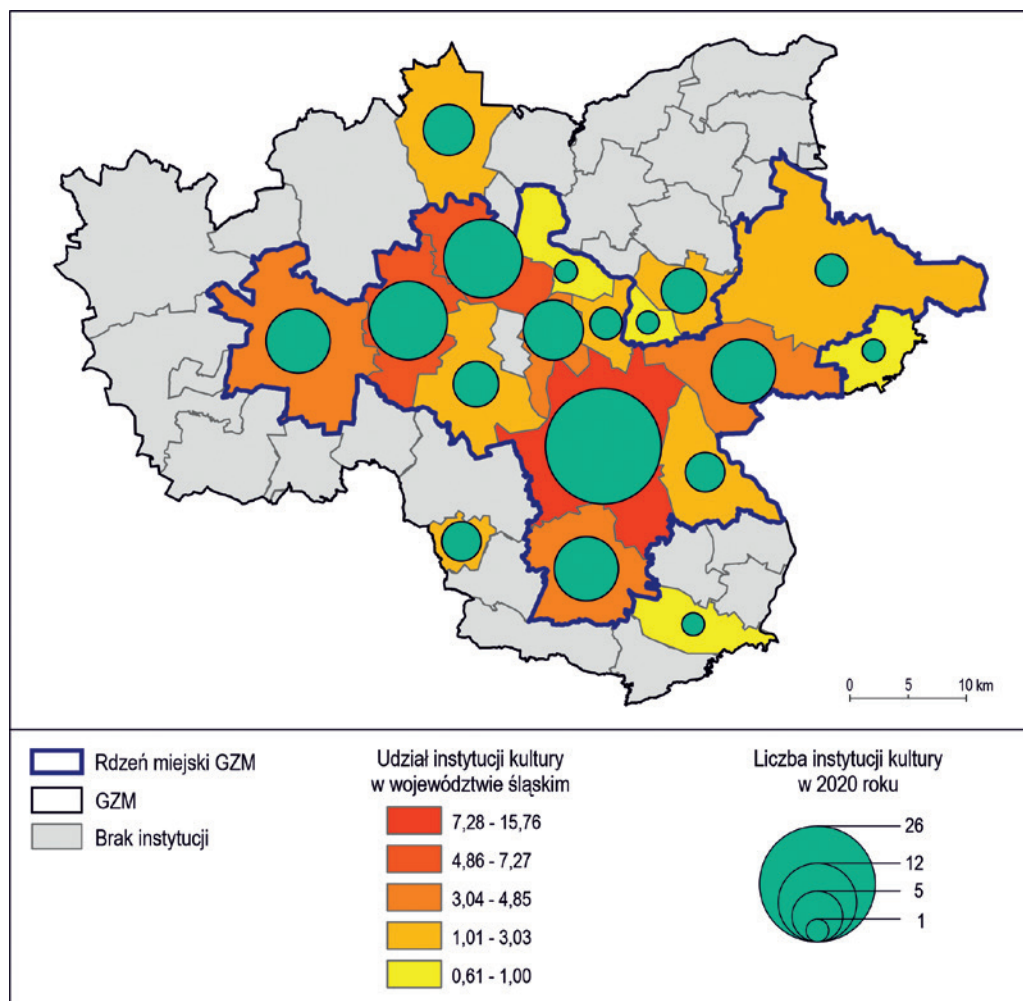 0 5 10 km
Rdzeń miejski GZM
GZM
Brak instytucji
Udział instytucji kultury
w województwie śląskim
7,28 - 15,76
4,86 - 7,27
3,04 - 4,85
1,01 - 3,03
0,61 - 1,00
Liczba instytucji kultury
w 2020 roku
26
12
5
1